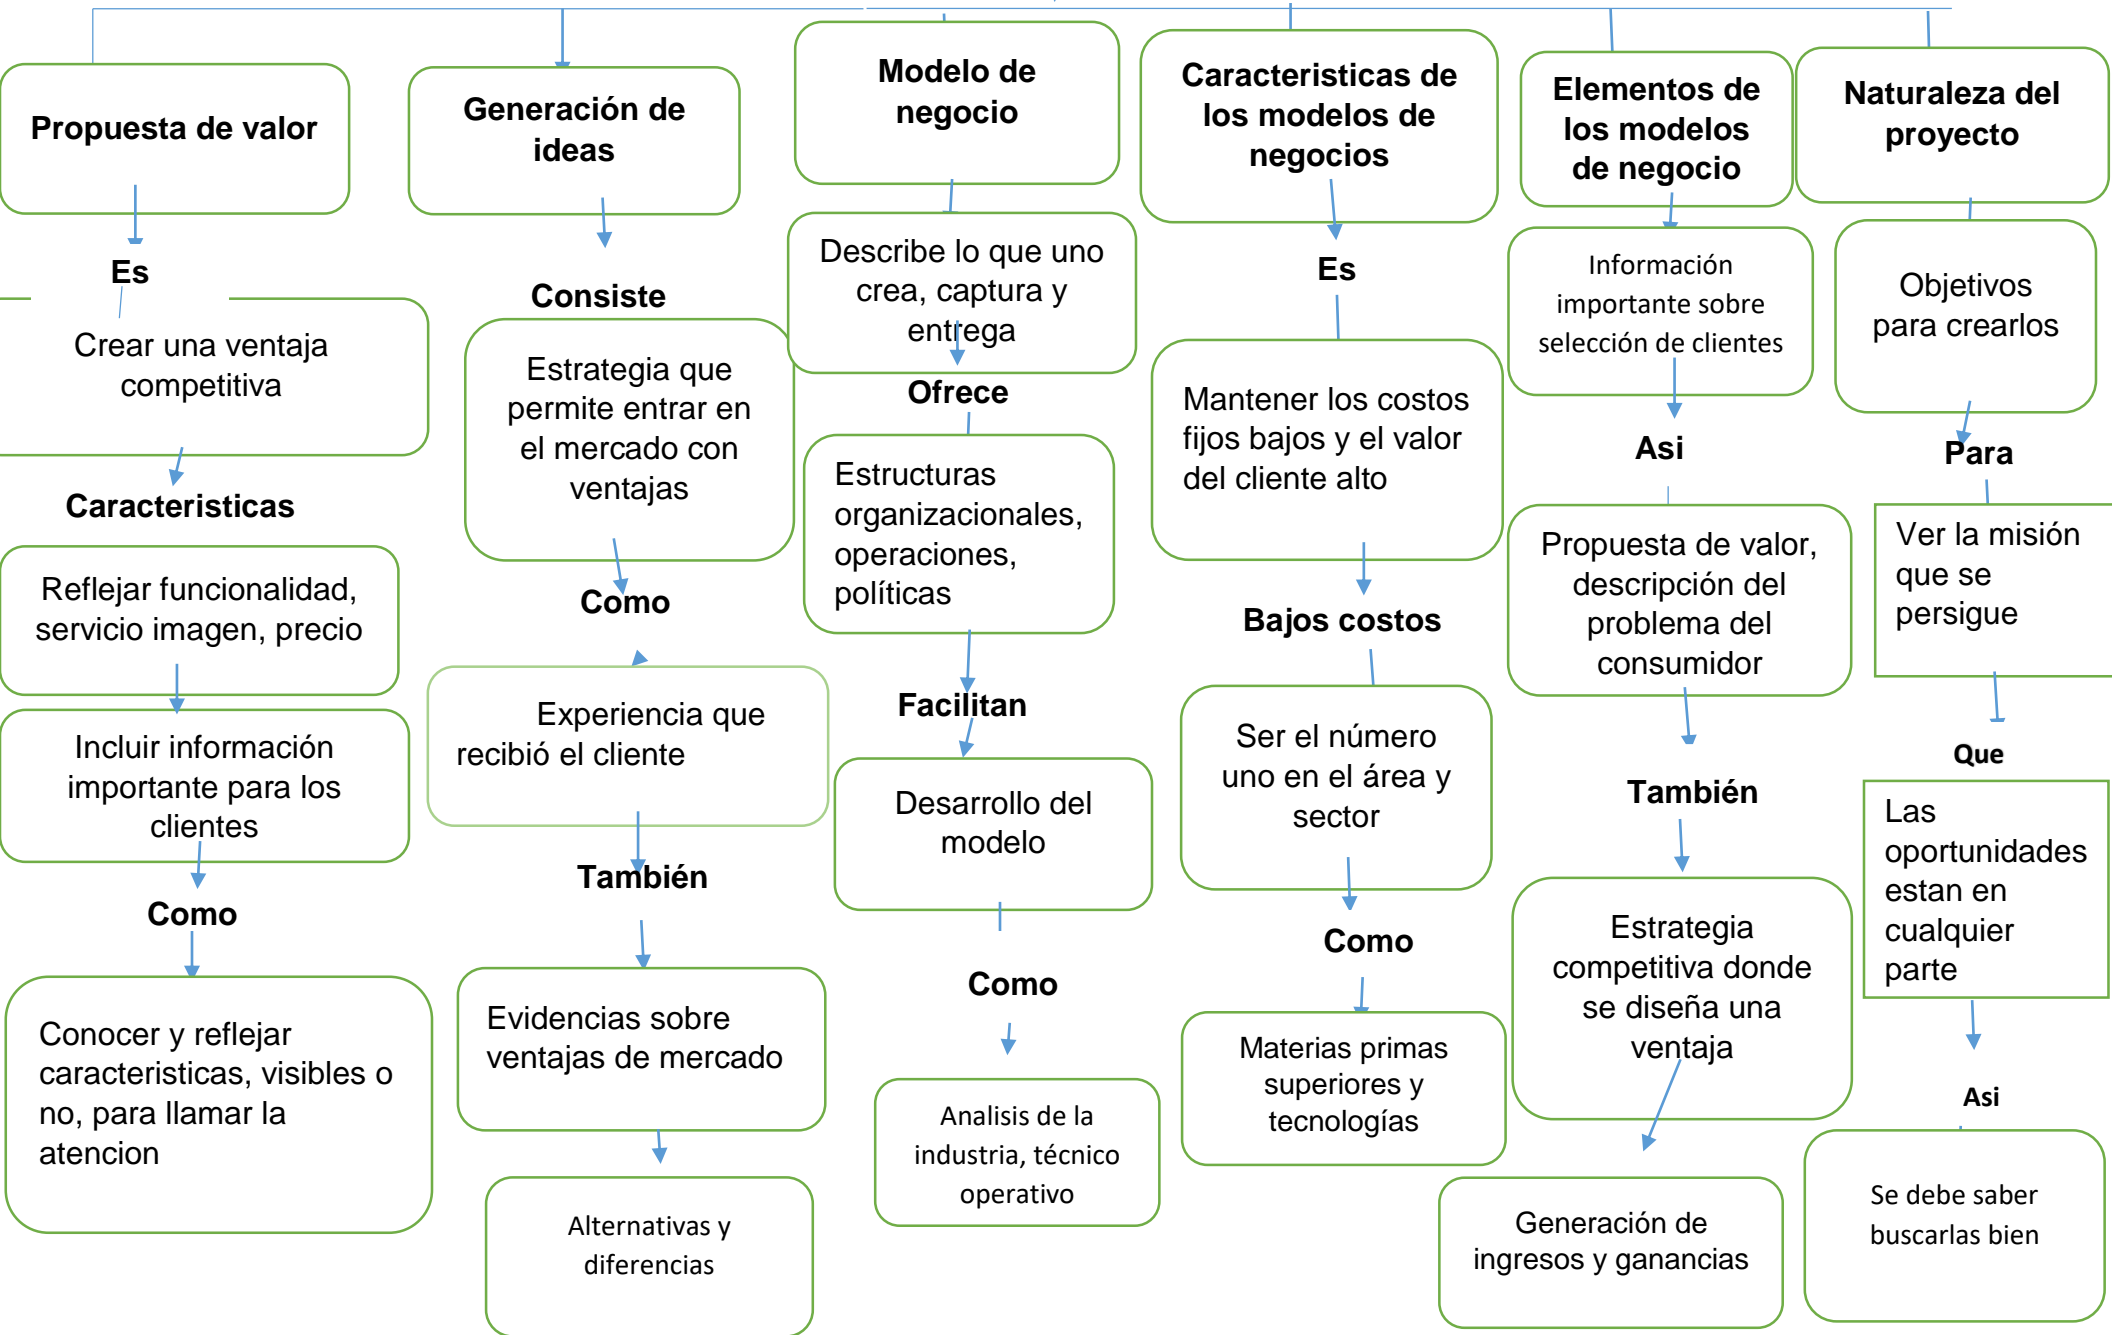 Propuesta de valor
Es
Crear una ventaja
competitiva
Caracteristicas
Reflejar funcionalidad,
servicio imagen, precio
Incluir información
importante para los
clientes
Como
Conocer y reflejar
caracteristicas, visibles o
no, para llamar la
atencion
Generación de
ideas
Consiste
Estrategia que
permite entrar en
el mercado con
ventajas
Como
Experiencia que
recibió el cliente
También
Evidencias sobre
ventajas de mercado
Alternativas y
diferencias
Modelo de
negocio
Describe lo que uno
crea, captura y
entrega
Ofrece
Estructuras
organizacionales,
operaciones,
políticas
Facilitan
Desarrollo del
modelo
Como
Analisis de la
industria, técnico
operativo
Caracteristicas de
los modelos de
negocios
Es
Mantener los costos
fijos bajos y el valor
del cliente alto
Bajos costos
Ser el número
uno en el área y
sector
Como
Materias primas
superiores y
tecnologías
Elementos de
los modelos
de negocio
Información
importante sobre
selección de clientes
Asi
Propuesta de valor,
descripción del
problema del
consumidor
También
Estrategia
competitiva donde
se diseña una
ventaja
Generación de
ingresos y ganancias
Naturaleza del
proyecto
Objetivos
para crearlos
Para
Ver la misión
que se
persigue
Que
Las
oportunidades
estan en
cualquier
parte
Asi
Se debe saber
buscarlas bien